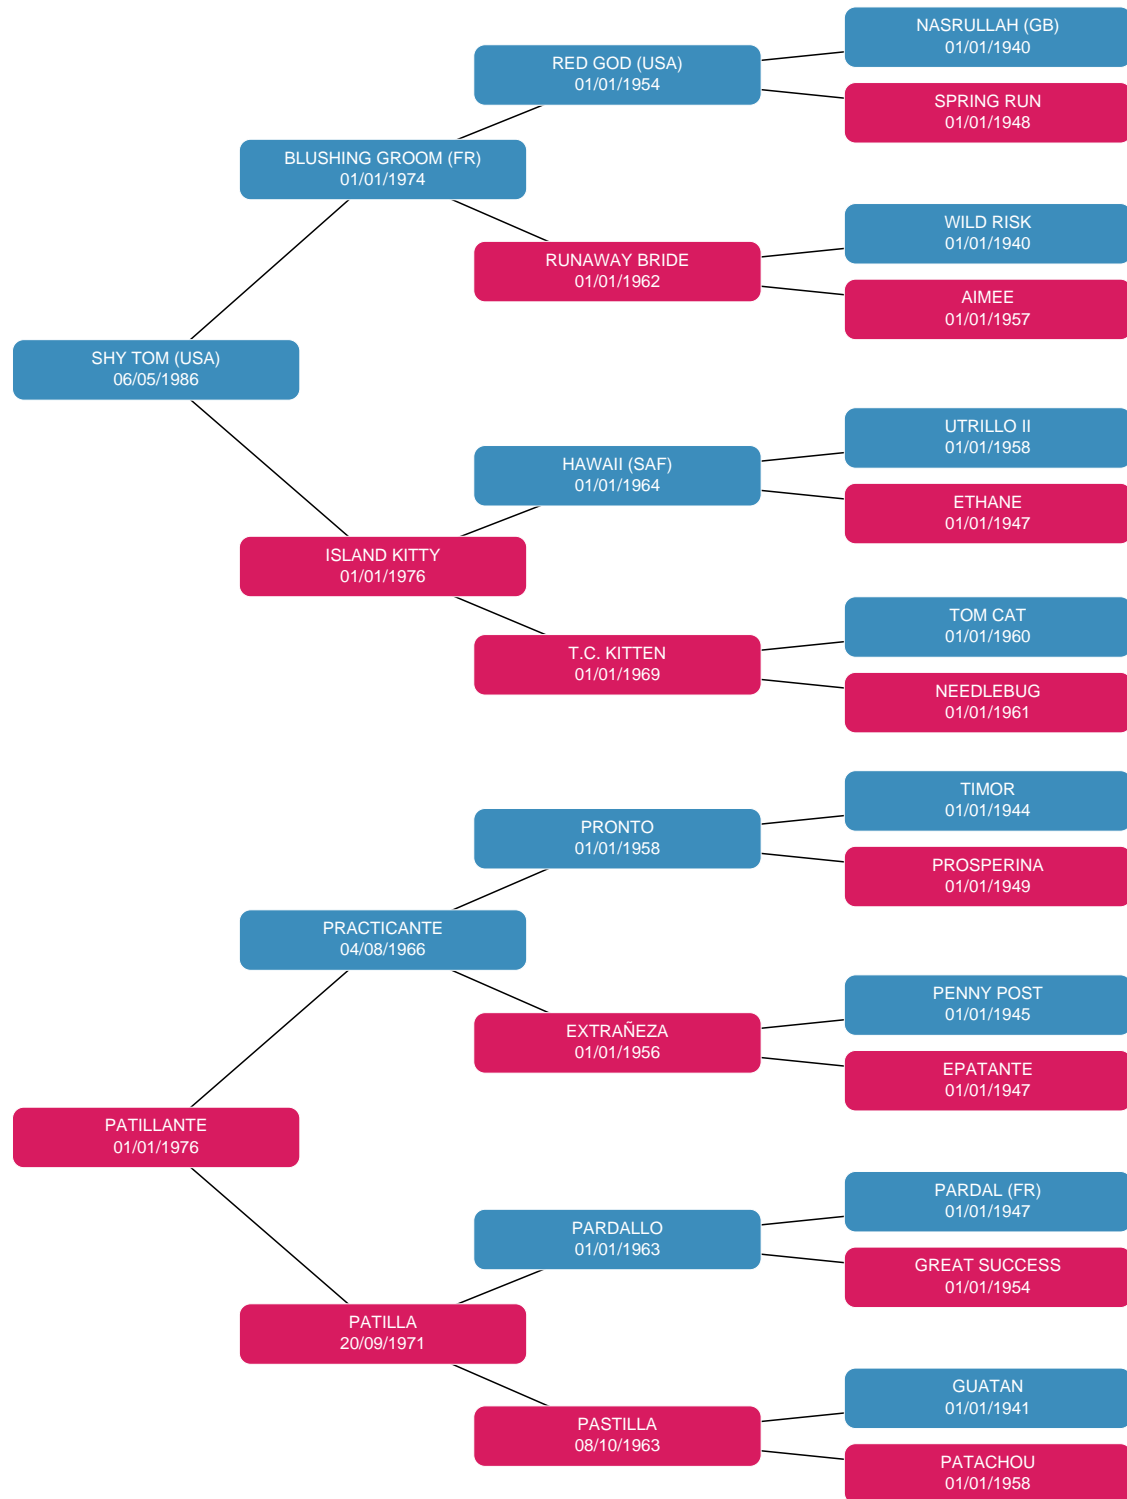 NASRULLAH (GB)
01/01/1940
RED GOD (USA)
01/01/1954
SPRING RUN
01/01/1948
BLUSHING GROOM (FR)
01/01/1974
WILD RISK
01/01/1940
RUNAWAY BRIDE
01/01/1962
AIMEE
01/01/1957
SHY TOM (USA)
06/05/1986
UTRILLO II
01/01/1958
HAWAII (SAF)
01/01/1964
ETHANE
01/01/1947
ISLAND KITTY
01/01/1976
TOM CAT
01/01/1960
T.C. KITTEN
01/01/1969
NEEDLEBUG
01/01/1961
TIMOR
01/01/1944
PRONTO
01/01/1958
PROSPERINA
01/01/1949
PRACTICANTE
04/08/1966
PENNY POST
01/01/1945
EXTRAÑEZA
01/01/1956
EPATANTE
01/01/1947
PATILLANTE
01/01/1976
PARDAL (FR)
01/01/1947
PARDALLO
01/01/1963
GREAT SUCCESS
01/01/1954
PATILLA
20/09/1971
GUATAN
01/01/1941
PASTILLA
08/10/1963
PATACHOU
01/01/1958